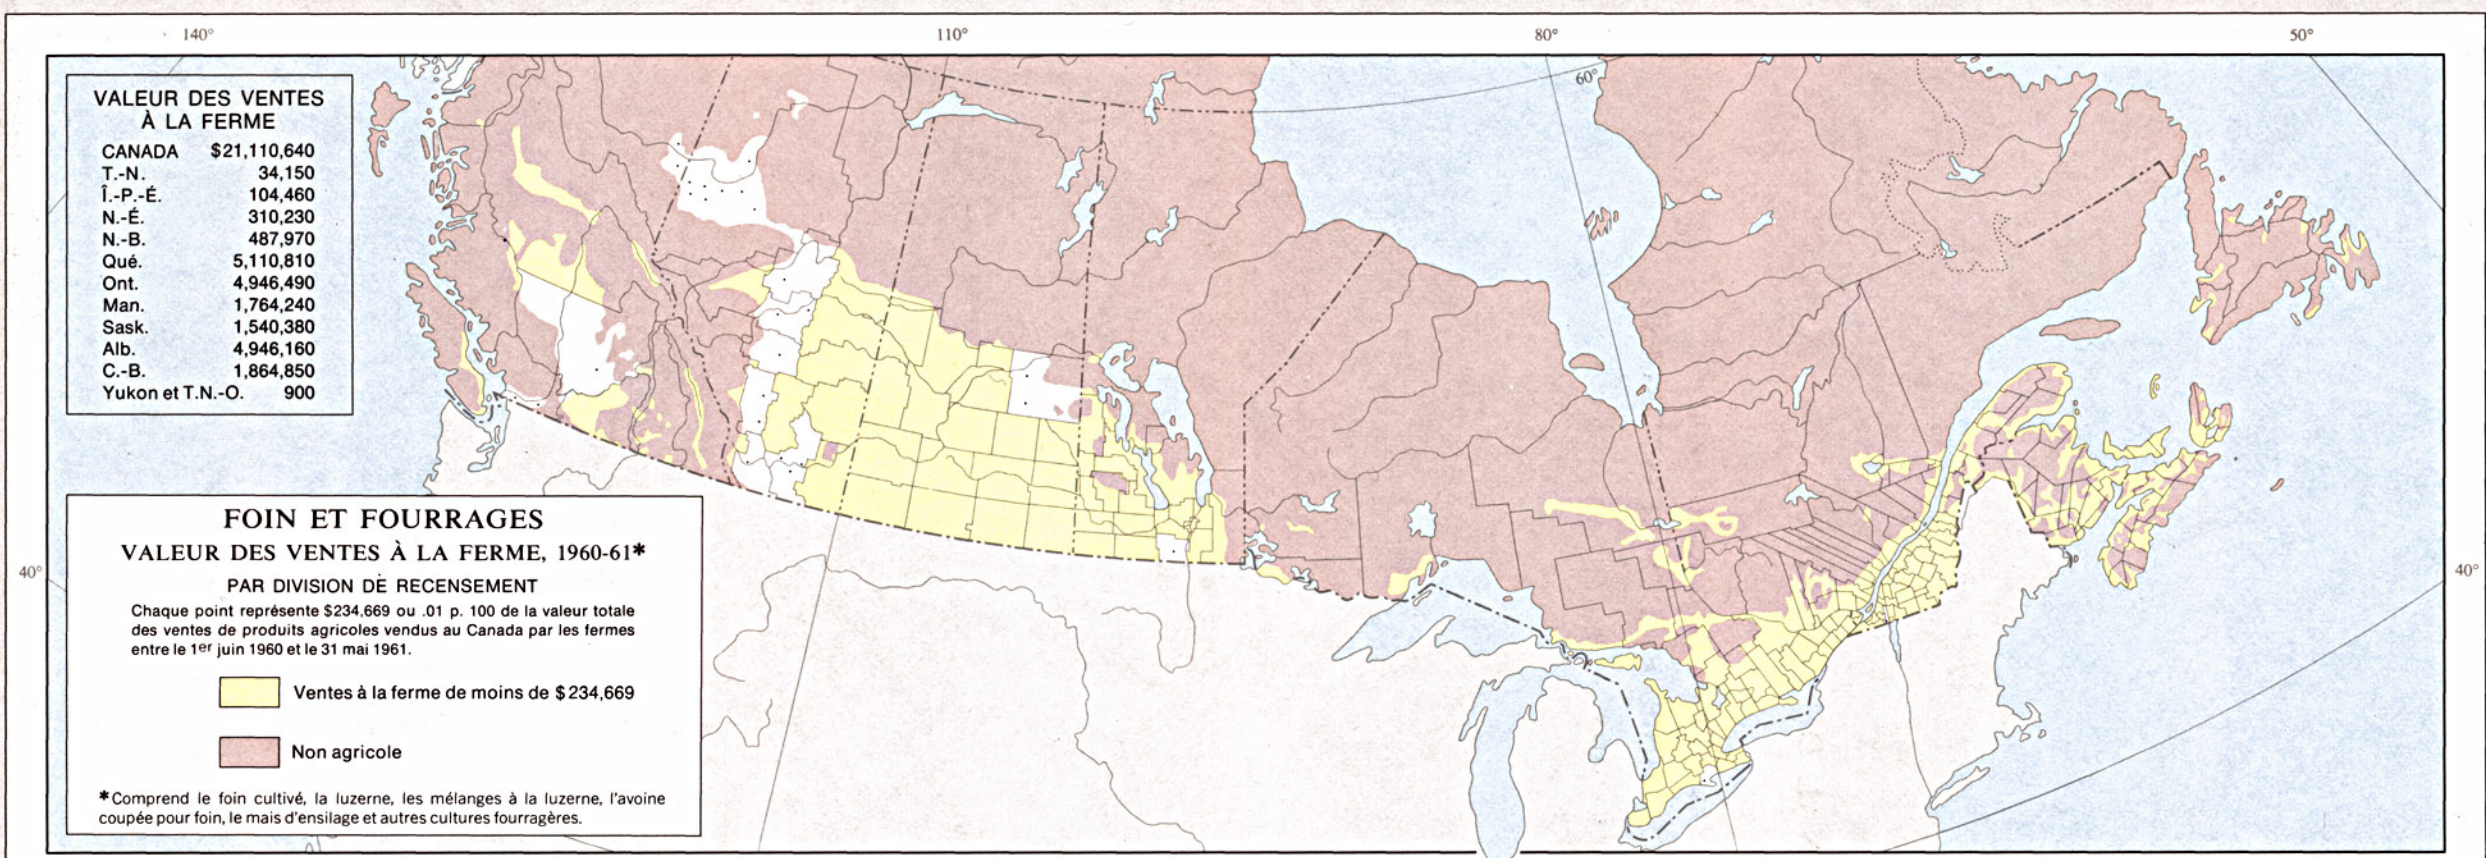 140° 110° 80° 50°
60°
VALEUR DES VENTES
À LA FERME
CANADA $21,110,640
T.-N. 34,150
Î.-P.-É. 104,460
N.-É. 310,230
N.-B. 487,970
Qué. 5,110,810
Ont. 4,946,490
Man. 1,764,240
Sask. 1,540,380
Alb. 4,946,160
C.-B. 1,864,850
Yukon et T.N.-O. 900
FOIN ET FOURRAGES
VALEUR DES VENTES À LA FERME, 1960-61*
PAR DIVISION DE RECENSEMENT
Chaque point représente $234,669 ou .01 p. 100 de la valeur totale
des ventes de produits agricoles vendus au Canada par les fermes
entre le 1er juin 1960 et le 31 mai 1961.
Ventes à la ferme de moins de $234,669
Non agricole
*Comprend le foin cultivé, la luzerne, les mélanges à la luzerne, l'avoine
coupée pour foin, le mais d'ensilage et autres cultures fourragères.
40° 40°